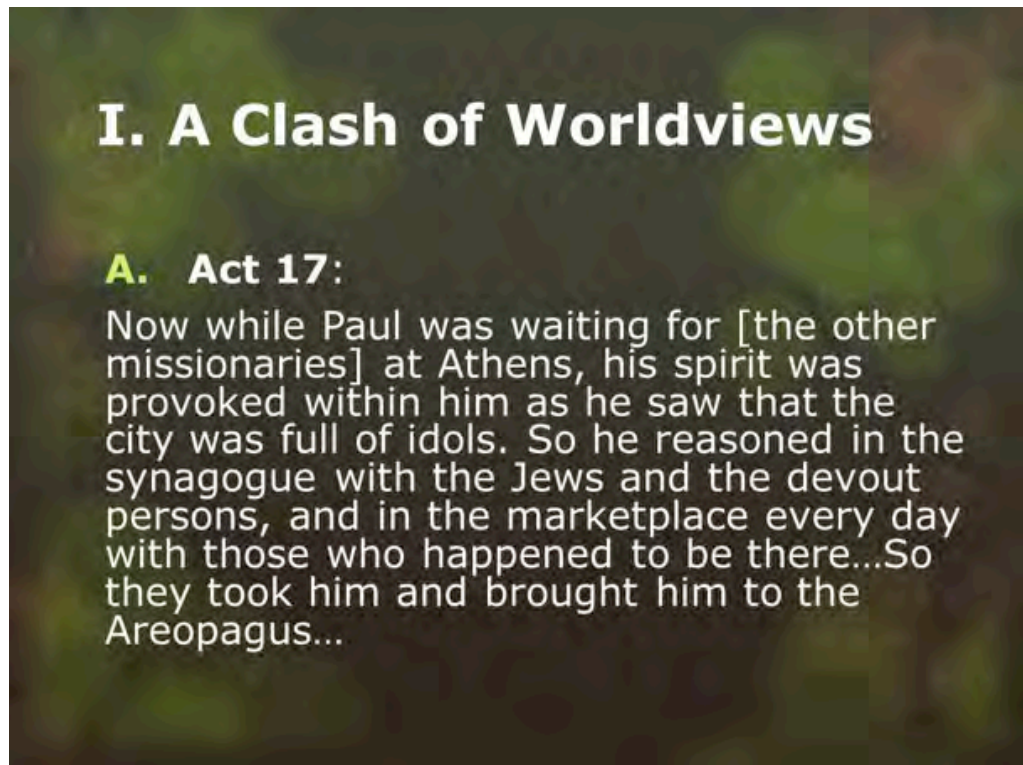 I. A Clash of Worldviews
A. Act 17:
Now while Paul was waiting for [the other
missionaries] at Athens, his spirit was
provoked within him as he saw that the
city was full of idols. So he reasoned in the
synagogue with the Jews and the devout
persons, and in the marketplace every day
with those who happened to be there…So
they took him and brought him to the
Areopagus…